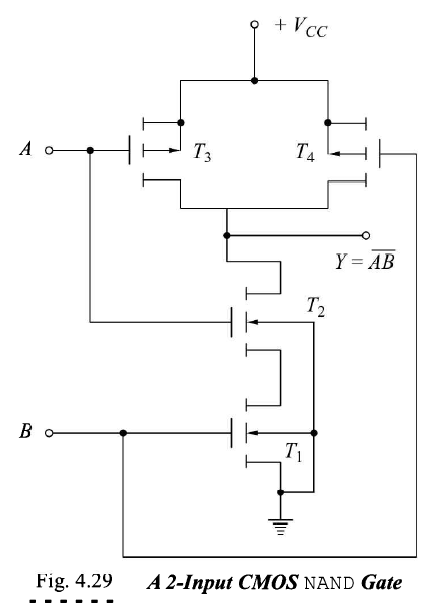 + V_CC
A
T_3
T_4
Y = \overline{AB}
T_2
B
T_1
Fig. 4.29 A 2-Input CMOS NAND Gate